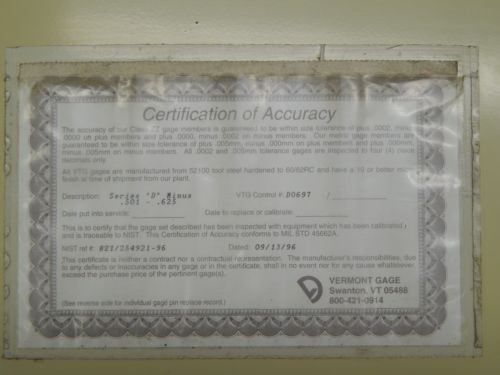 Certification of Accuracy
The accuracy of our Class ZZ gage members is guaranteed to be within size tolerance of plus .0002, minus
.0000 on plus members and plus .0000, minus .0002 on minus members. Our metric gage members are
guaranteed to be within size tolerance of plus .005mm, minus .000mm on plus members and plus .000mm,
minus .005mm on minus members. All .0002 and .005mm tolerance gages are inspected to four (4) place
decimals only.
All VTG gages are manufactured from 52100 tool steel hardened to 60/62RC and have a 10 or better micro
finish at time of shipment from our plant.
Description: Series "D" Minus VTG Control #: D0697 /
.501 - .625
Date put into service: Date to replace or calibrate
This is to certify that the gage set described has been inspected with equipment which has been calibrated,
and is traceable to NIST. This Certification of Accuracy conforms to MIL STD 45662A.
NIST ref #: 821/254921-96 Dated: 09/13/96
This certificate is neither a contract nor a contractual representation. The manufacturer's responsibilities, due
to any defects or inaccuracies in any gage or in the certificate, shall in no event nor for any cause whatsoever
exceed the purchase price of the pertinent gage(s).
VERMONT GAGE
Swanton, VT 05488
800-421-0914
(See reverse side for individual gage pin replace record.)